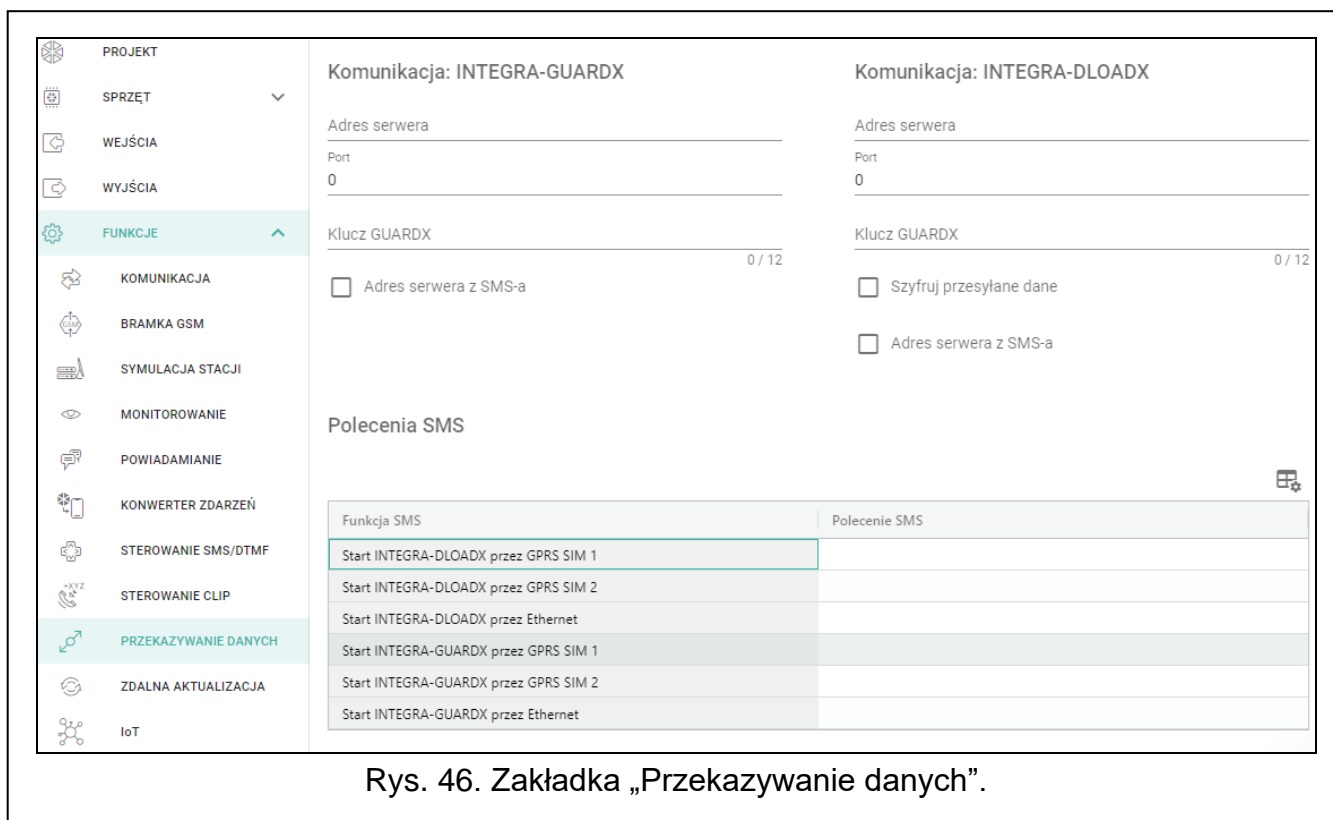 PROJEKT
SPRZĘT
WEJŚCIA
WYJŚCIA
FUNKCJE
KOMUNIKACJA
BRAMKA GSM
GSM
SYMULACJA STACJI
MONITOROWANIE
POWIADAMIANIE
KONWERTER ZDARZEŃ
STEROWANIE SMS/DTMF
+XYZ
STEROWANIE CLIP
PRZEKAZYWANIE DANYCH
ZDALNA AKTUALIZACJA
IoT
Komunikacja: INTEGRA-GUARDX
Adres serwera
Port
0
Klucz GUARDX
0 / 12
Adres serwera z SMS-a
Komunikacja: INTEGRA-DLOADX
Adres serwera
Port
0
Klucz GUARDX
0 / 12
Szyfruj przesyłane dane
Adres serwera z SMS-a
Polecenia SMS
Funkcja SMS Polecenie SMS
Start INTEGRA-DLOADX przez GPRS SIM 1
Start INTEGRA-DLOADX przez GPRS SIM 2
Start INTEGRA-DLOADX przez Ethernet
Start INTEGRA-GUARDX przez GPRS SIM 1
Start INTEGRA-GUARDX przez GPRS SIM 2
Start INTEGRA-GUARDX przez Ethernet
Rys. 46. Zakładka „Przekazywanie danych”.